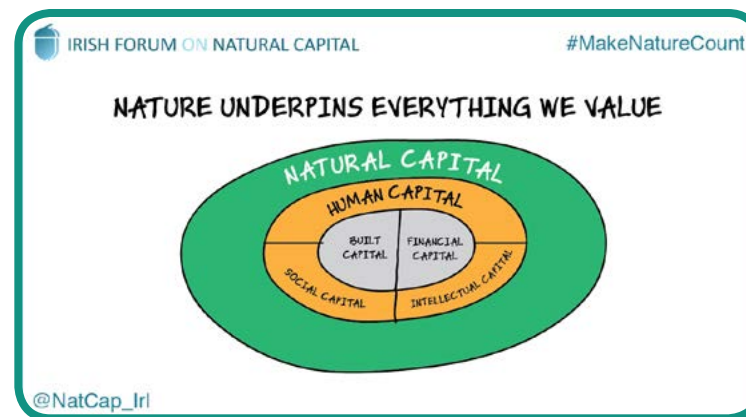 IRISH FORUM ON NATURAL CAPITAL
#MakeNatureCount
NATURE UNDERPINS EVERYTHING WE VALUE
NATURAL CAPITAL
HUMAN CAPITAL
BUILT
CAPITAL
FINANCIAL
CAPITAL
SOCIAL CAPITAL
INTELLECTUAL CAPITAL
@NatCap_Irl